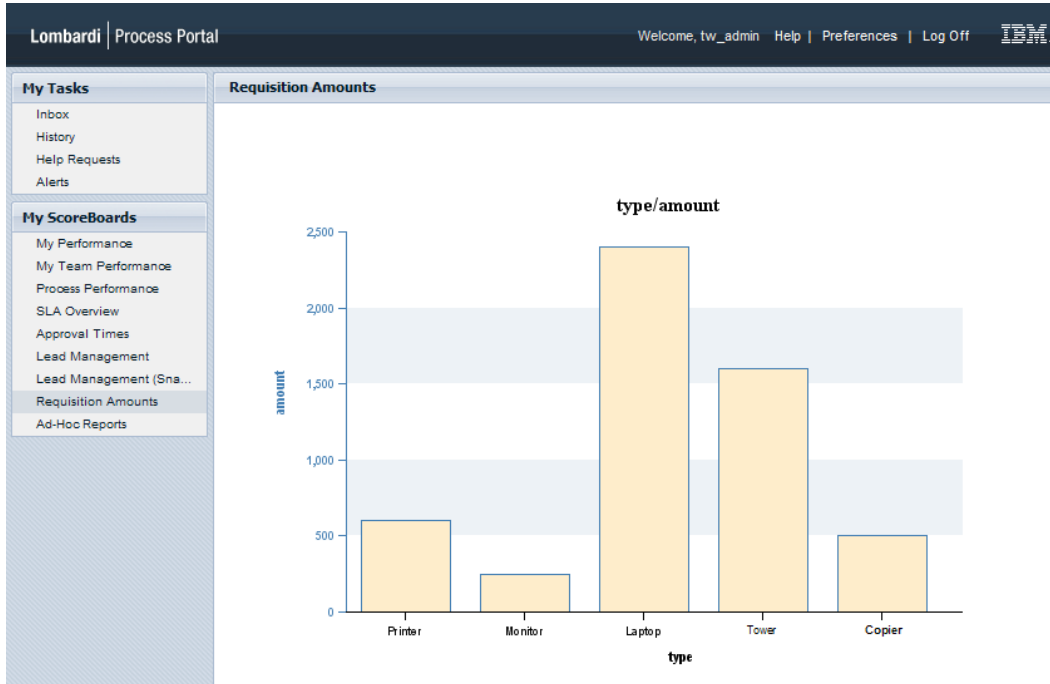 Lombardi | Process Portal
Welcome, tw_admin Help | Preferences | Log Off
IBM
My Tasks
Inbox
History
Help Requests
Alerts
My ScoreBoards
My Performance
My Team Performance
Process Performance
SLA Overview
Approval Times
Lead Management
Lead Management (Sna...
Requisition Amounts
Ad-Hoc Reports
Requisition Amounts
type/amount
amount
2,500
2,000
1,500
1,000
500
0
Printer Monitor Laptop Tower Copier
type